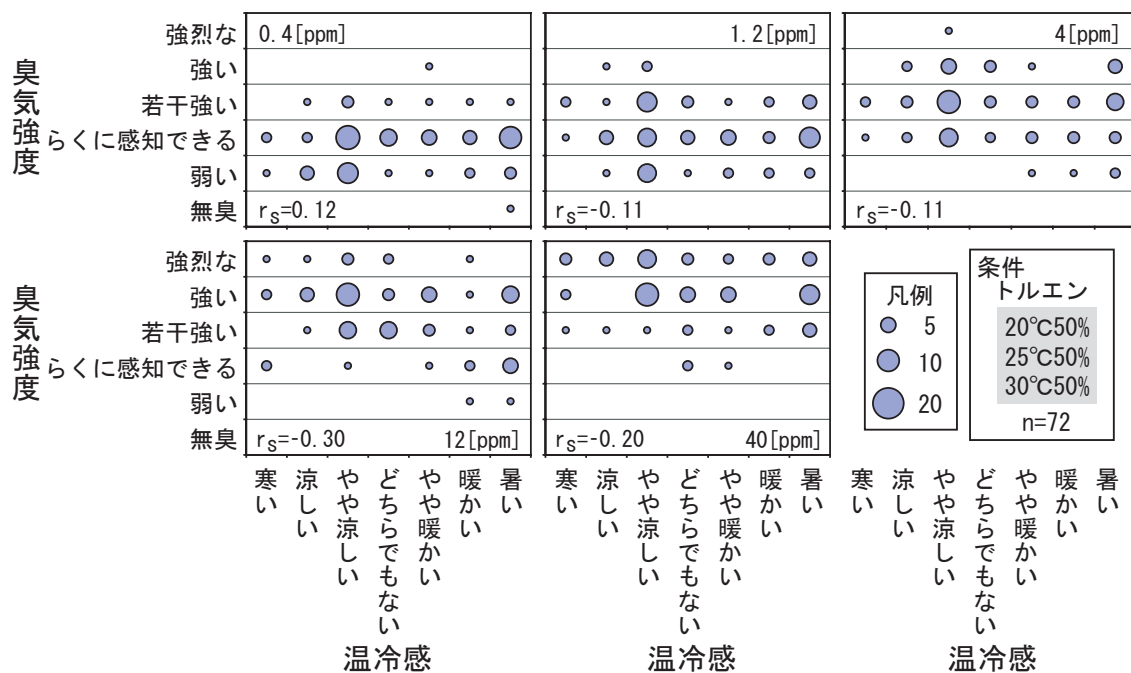 強烈な
強い
若干強い
らくに感知できる
弱い
無臭
臭気強度
0.4[ppm]
rS=0.12
1.2[ppm]
rS=-0.11
4[ppm]
rS=-0.11
強烈な
強い
若干強い
らくに感知できる
弱い
無臭
臭気強度
rS=-0.30 12[ppm]
rS=-0.20 40[ppm]
凡例
5
10
20
条件
トルエン
20℃50%
25℃50%
30℃50%
n=72
寒い
涼しい
やや涼しい
どちらでもない
やや暖かい
暖かい
暑い
温冷感
寒い
涼しい
やや涼しい
どちらでもない
やや暖かい
暖かい
暑い
温冷感
寒い
涼しい
やや涼しい
どちらでもない
やや暖かい
暖かい
暑い
温冷感